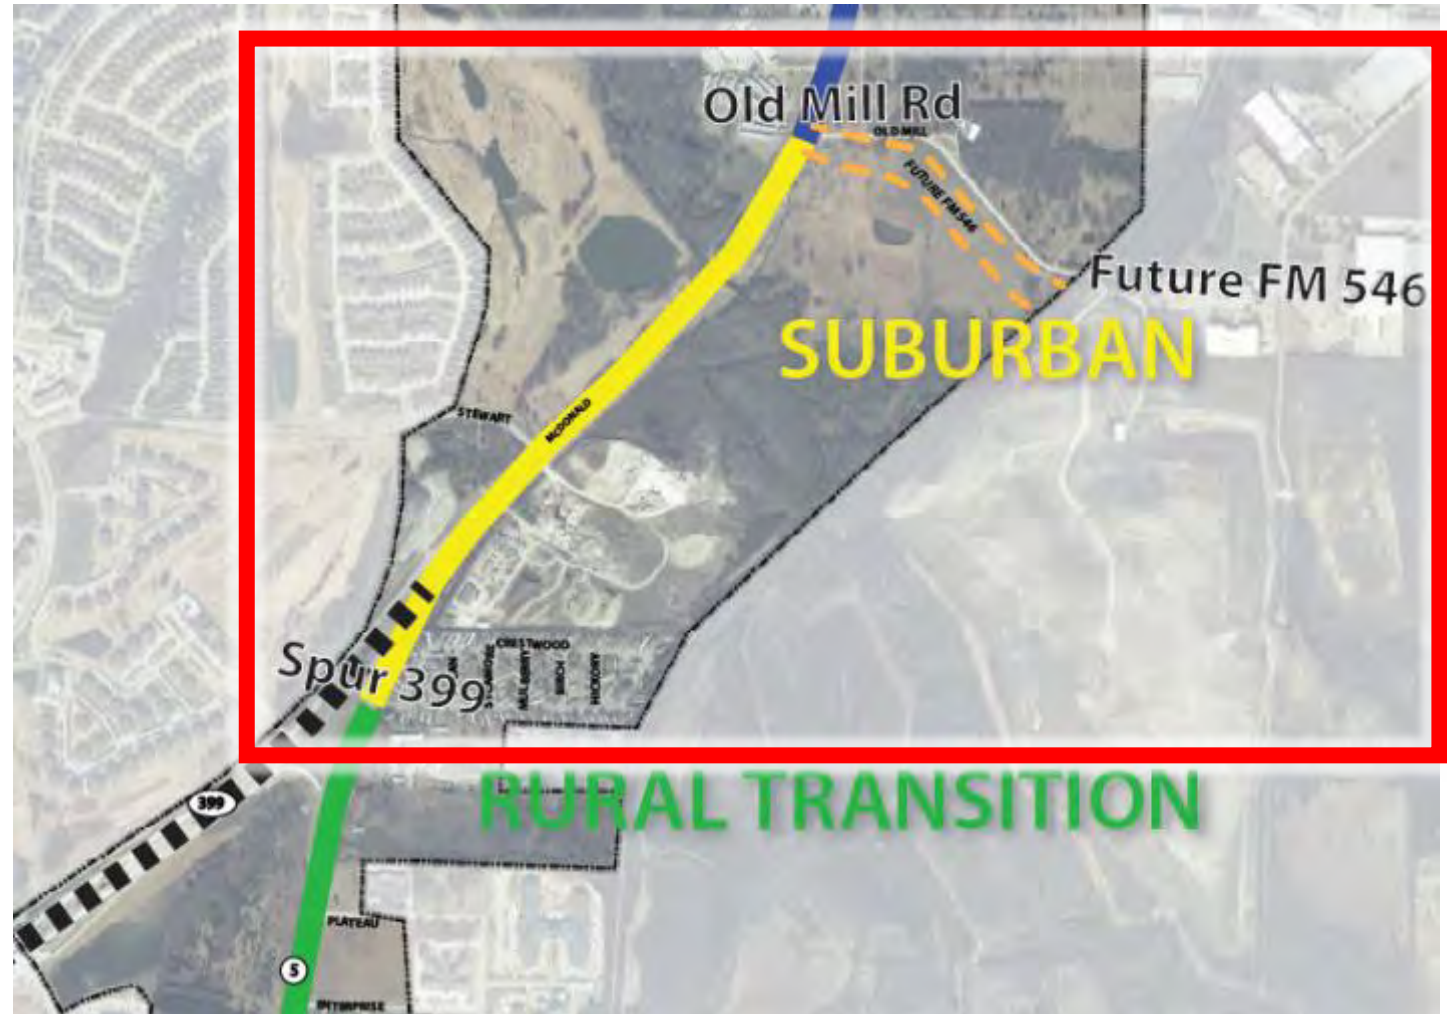 Old Mill Rd
OLD MILL
FUTURE FM 546
Future FM 546
SUBURBAN
STEWART
McDONALD
CRESTWOOD
Spur 399
SYCAMORE
MULBERRY
BIRCH
HICKORY
RURAL TRANSITION
399
PLATEAU
5
ENTERPRISE